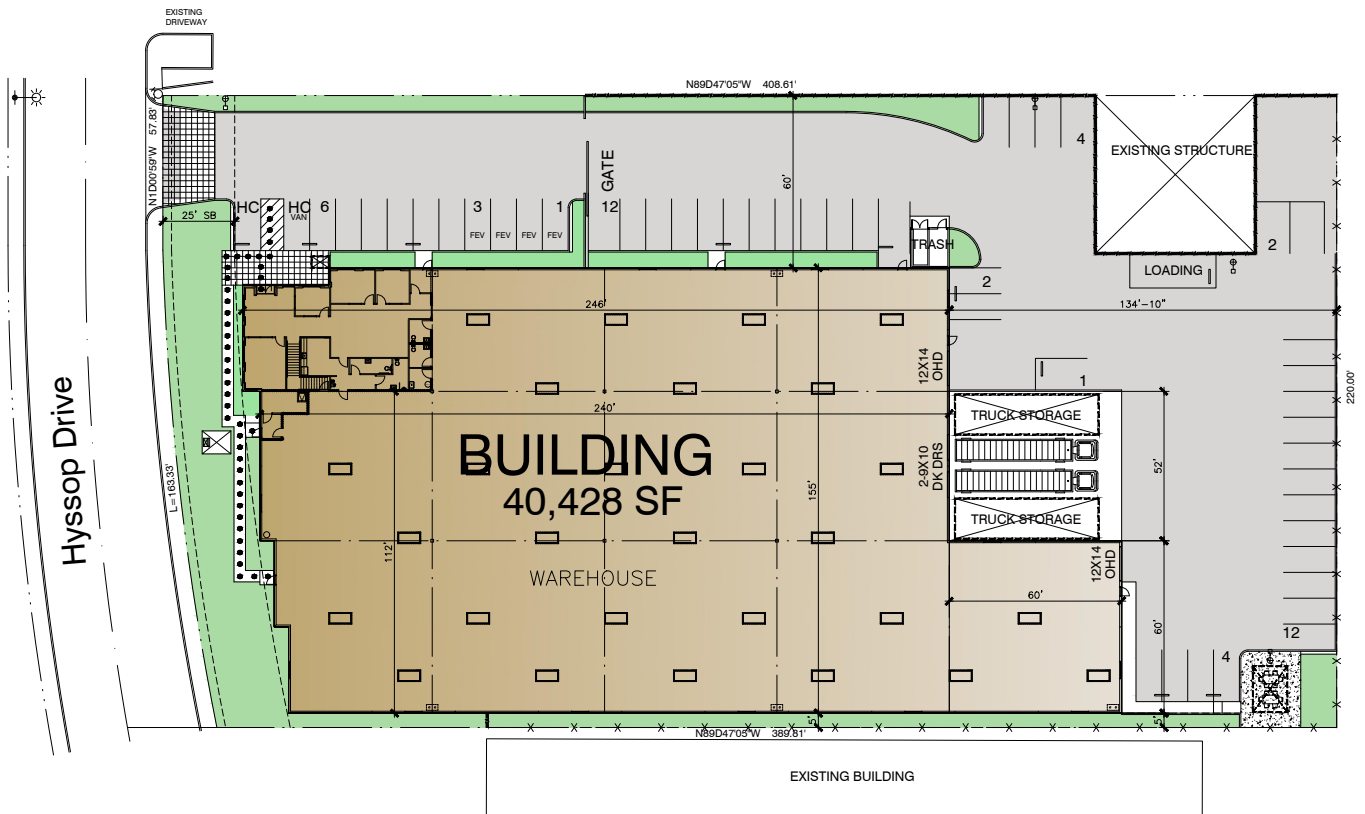 EXISTING
DRIVEWAY
N89D47'05"W 408.61'
N1D00'59"W 57.83'
4
EXISTING STRUCTURE
GATE
60'
HC
HC
VAN
6
3
1
12
FEV
FEV
FEV
FEV
25' SB
TRASH
2
LOADING
2
246'
134'-10"
12X14
OHD
220.00'
1
240'
TRUCK STORAGE
Hyssop Drive
BUILDING
40,428 SF
2-9X10
DK DRS
52'
L=163.33'
155'
TRUCK STORAGE
112'
WAREHOUSE
12X14
OHD
60'
60'
12
4
5'
5'
N89D47'05"W 389.81'
EXISTING BUILDING